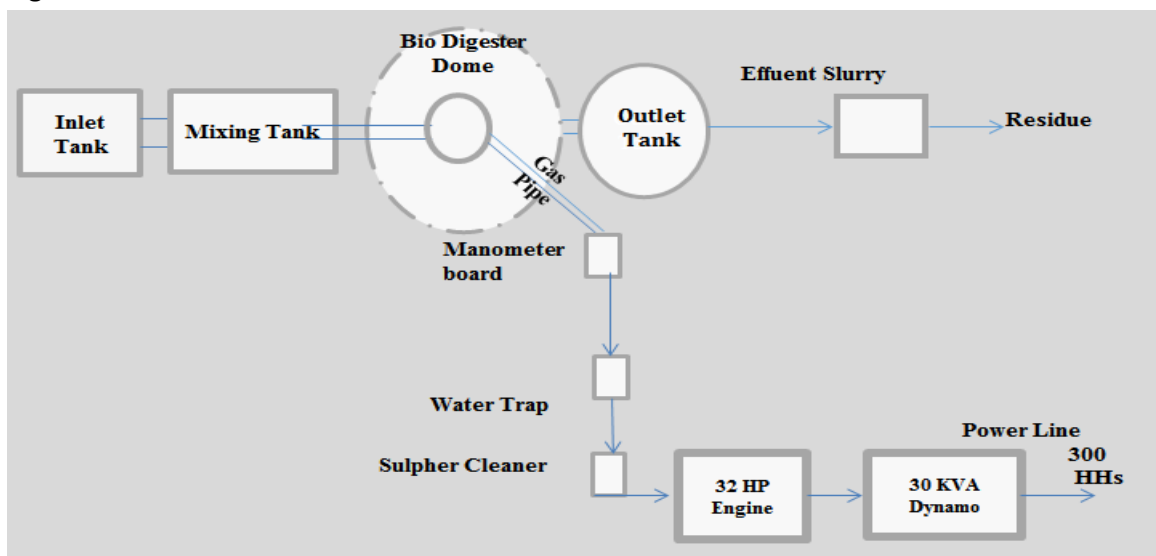 Bio Digester
Dome
Effuent Slurry
Inlet
Tank
Mixing Tank
Outlet
Tank
Residue
Gas
Pipe
Manometer
board
Water Trap
Sulpher Cleaner
Power Line
300
HHs
32 HP
Engine
30 KVA
Dynamo